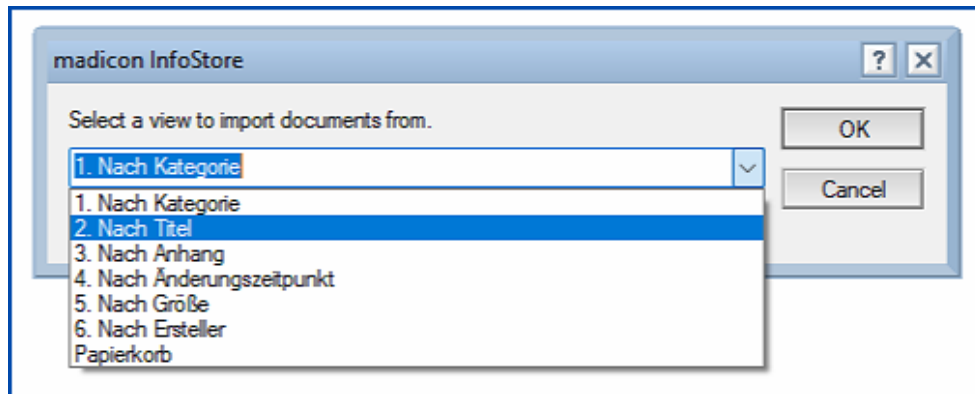 madicon InfoStore
?
Select a view to import documents from.
OK
1. Nach Kategorie
Cancel
1. Nach Kategorie
2. Nach Titel
3. Nach Anhang
4. Nach Änderungszeitpunkt
5. Nach Größe
6. Nach Ersteller
Papierkorb